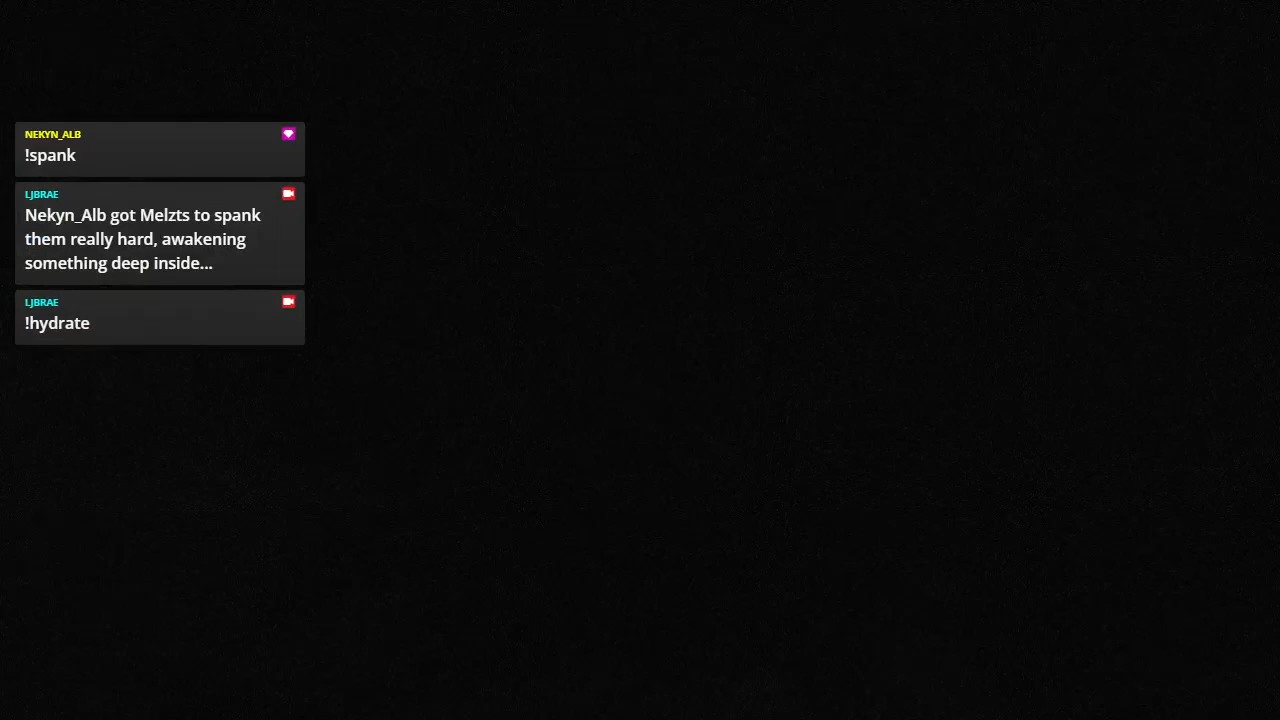 NEKYN_ALB
!spank
LJBRAE
Nekyn_Alb got Melzts to spank
them really hard, awakening
something deep inside...
LJBRAE
!hydrate